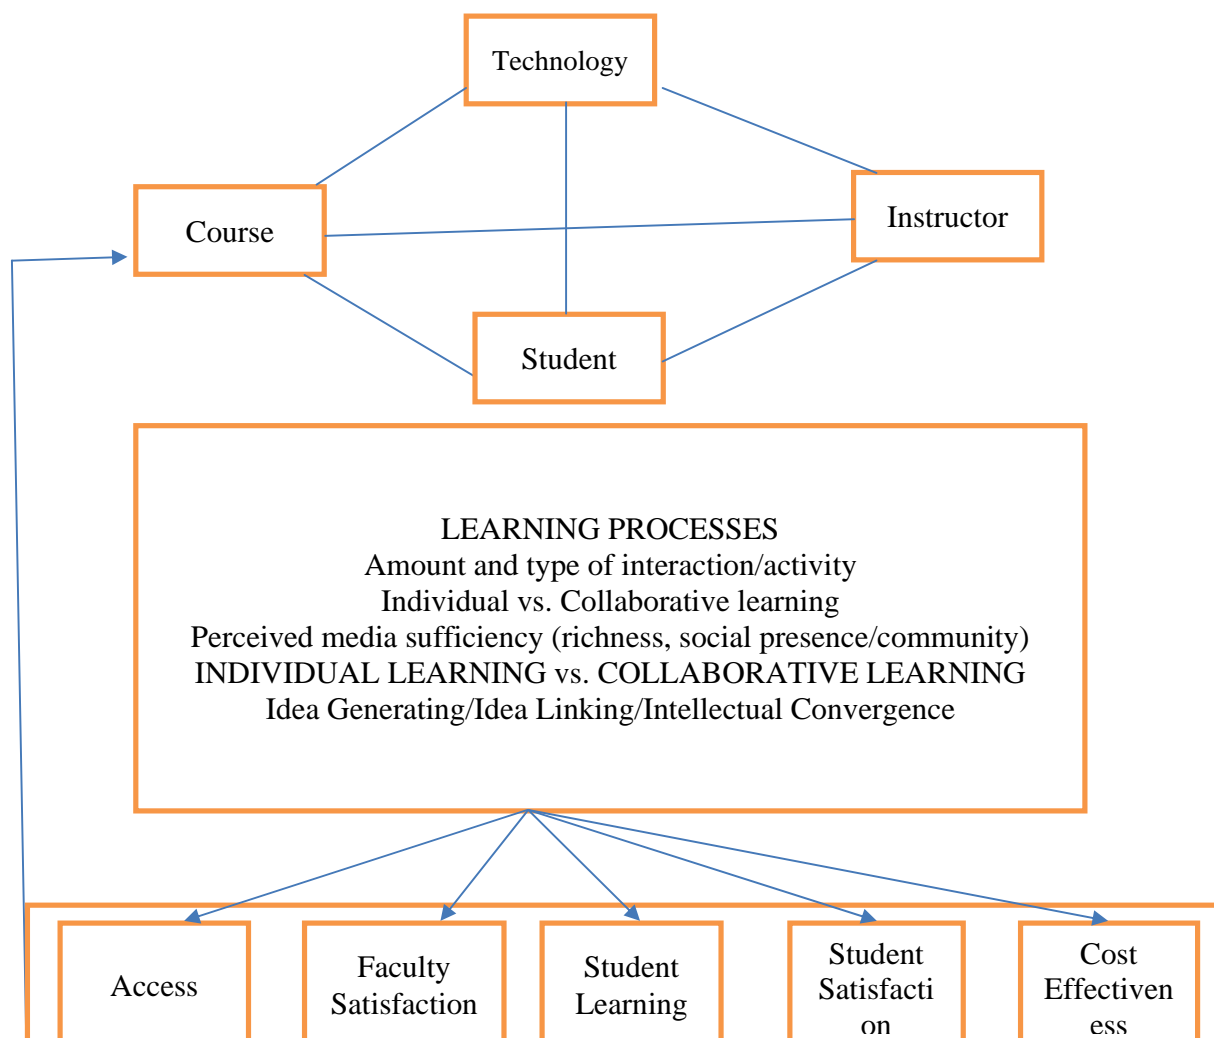 Technology
Course
Instructor
Student
LEARNING PROCESSES
Amount and type of interaction/activity
Individual vs. Collaborative learning
Perceived media sufficiency (richness, social presence/community)
INDIVIDUAL LEARNING vs. COLLABORATIVE LEARNING
Idea Generating/Idea Linking/Intellectual Convergence
Access
Faculty
Satisfaction
Student
Learning
Student
Satisfacti
on
Cost
Effectiven
ess